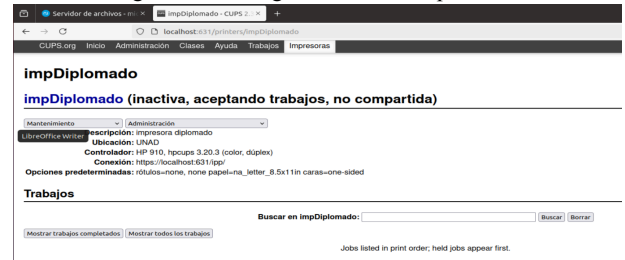 Servidor de archivos - mi
impDiplomado - CUPS 2.
localhost:631/printers/impDiplomado
CUPS.org Inicio Administración Clases Ayuda Trabajos Impresoras
impDiplomado
impDiplomado (inactiva, aceptando trabajos, no compartida)
Mantenimiento Administración
LibreOffice Writer
Descripción: impresora diplomado
Ubicación: UNAD
Controlador: HP 910, hpcups 3.20.3 (color, dúplex)
Conexión: https://localhost:631/ipp/
Opciones predeterminadas: rótulos=none, none papel=na_letter_8.5x11in caras=one-sided
Trabajos
Buscar en impDiplomado: Buscar Borrar
Mostrar trabajos completados Mostrar todos los trabajos
Jobs listed in print order; held jobs appear first.